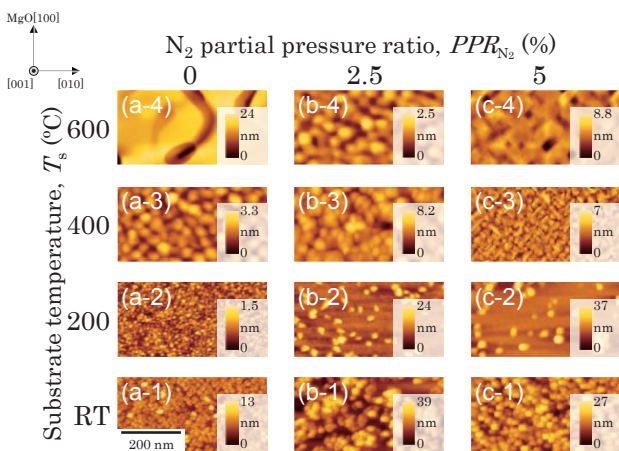 MgO[100]
[001] [010]
N₂ partial pressure ratio, PPR_N₂ (%)
0 2.5 5
Substrate temperature, Tₛ (°C)
600
(a-4) 24 nm 0
(b-4) 2.5 nm 0
(c-4) 8.8 nm 0
400
(a-3) 3.3 nm 0
(b-3) 8.2 nm 0
(c-3) 7 nm 0
200
(a-2) 1.5 nm 0
(b-2) 24 nm 0
(c-2) 37 nm 0
RT
(a-1) 13 nm 0
200 nm
(b-1) 39 nm 0
(c-1) 27 nm 0